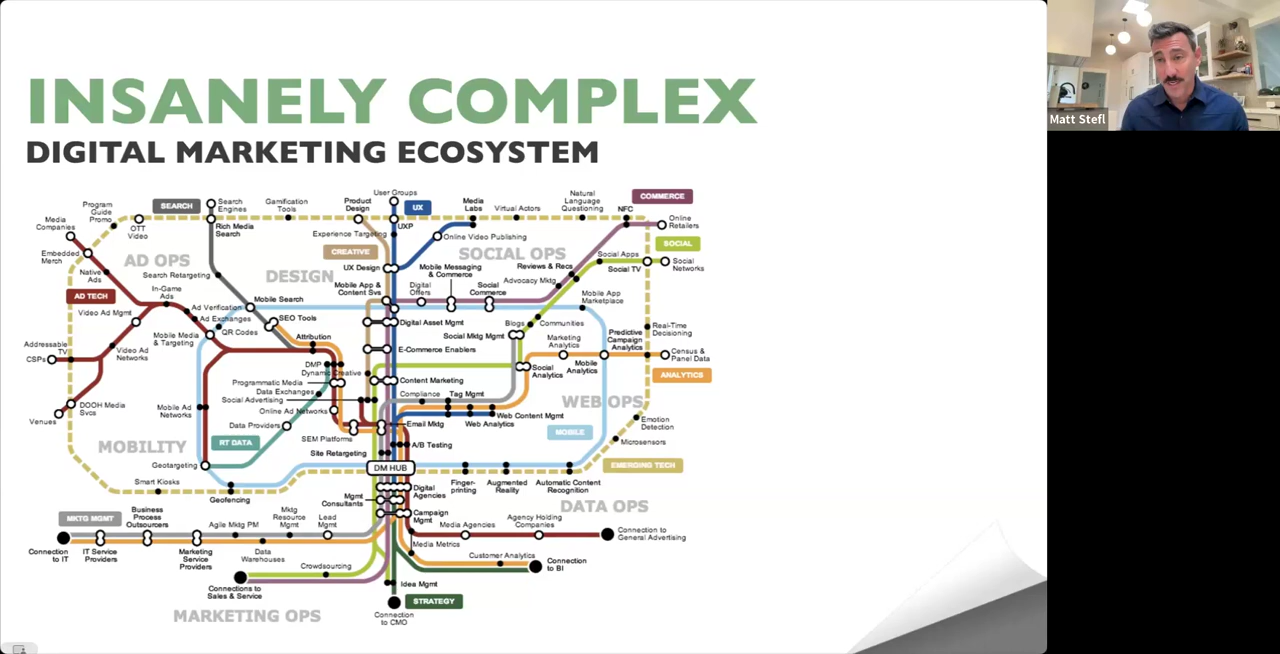 INSANELY COMPLEX
DIGITAL MARKETING ECOSYSTEM
Matt Stefl
User Groups
COMMERCE
SEARCH
Search
Engines
Gamification
Tools
Product
Design
UX
Media
Labs
Virtual Actors
Natural
Language
Questioning
NFC
Program
Guide
Promo
Media
Companies
OTT
Video
Rich Media
Search
Experience Targeting
UXP
Online Video Publishing
Online
Retailers
SOCIAL
Embedded
Merch
AD OPS
CREATIVE
SOCIAL OPS
Social Apps
Social TV
Social
Networks
Native
Ads
Search Retargeting
DESIGN
UX Design
Mobile Messaging
& Commerce
Reviews & Recs
Advocacy Mktg
AD TECH
In-Game
Ads
Mobile Search
Mobile App &
Content Svs
Digital
Offers
Social
Commerce
Mobile App
Marketplace
Video Ad Mgmt
Ad Verification
Ad Exchanges
SEO Tools
Digital Asset Mgmt
Blogs
Communities
Mobile Media
& Targeting
QR Codes
Attribution
Social Mktg Mgmt
Marketing
Analytics
Predictive
Campaign
Analytics
Real-Time
Decisioning
Addressable
TV
CSPs
Video Ad
Networks
E-Commerce Enablers
Mobile
Analytics
Census &
Panel Data
DMP
Dynamic Creative
Social
Analytics
ANALYTICS
Programmatic Media
Data Exchanges
Social Advertising
Content Marketing
Compliance
Tag Mgmt
WEB OPS
DOOH Media
Svcs
Venues
Mobile Ad
Networks
Online Ad Networks
Web Content Mgmt
Web Analytics
Emotion
Detection
Data Providers
Email Mktg
MOBILE
MOBILITY
RT DATA
SEM Platforms
A/B Testing
Microsensors
Site Retargeting
Geotargeting
DM HUB
EMERGING TECH
Smart Kiosks
Geofencing
Finger-
printing
Augmented
Reality
Automatic Content
Recognition
Mgmt
Consultants
Digital
Agencies
DATA OPS
MKTG MGMT
Business
Process
Outsourcers
Agile Mktg PM
Mktg
Resource
Mgmt
Lead
Mgmt
Campaign
Mgmt
Media Agencies
Agency Holding
Companies
Connection to
General Advertising
Connection
to IT
IT Service
Providers
Marketing
Service
Providers
Data
Warehouses
Media Metrics
Customer Analytics
Connection
to BI
Crowdsourcing
Connections to
Sales & Service
Idea Mgmt
STRATEGY
MARKETING OPS
Connection
to CMO